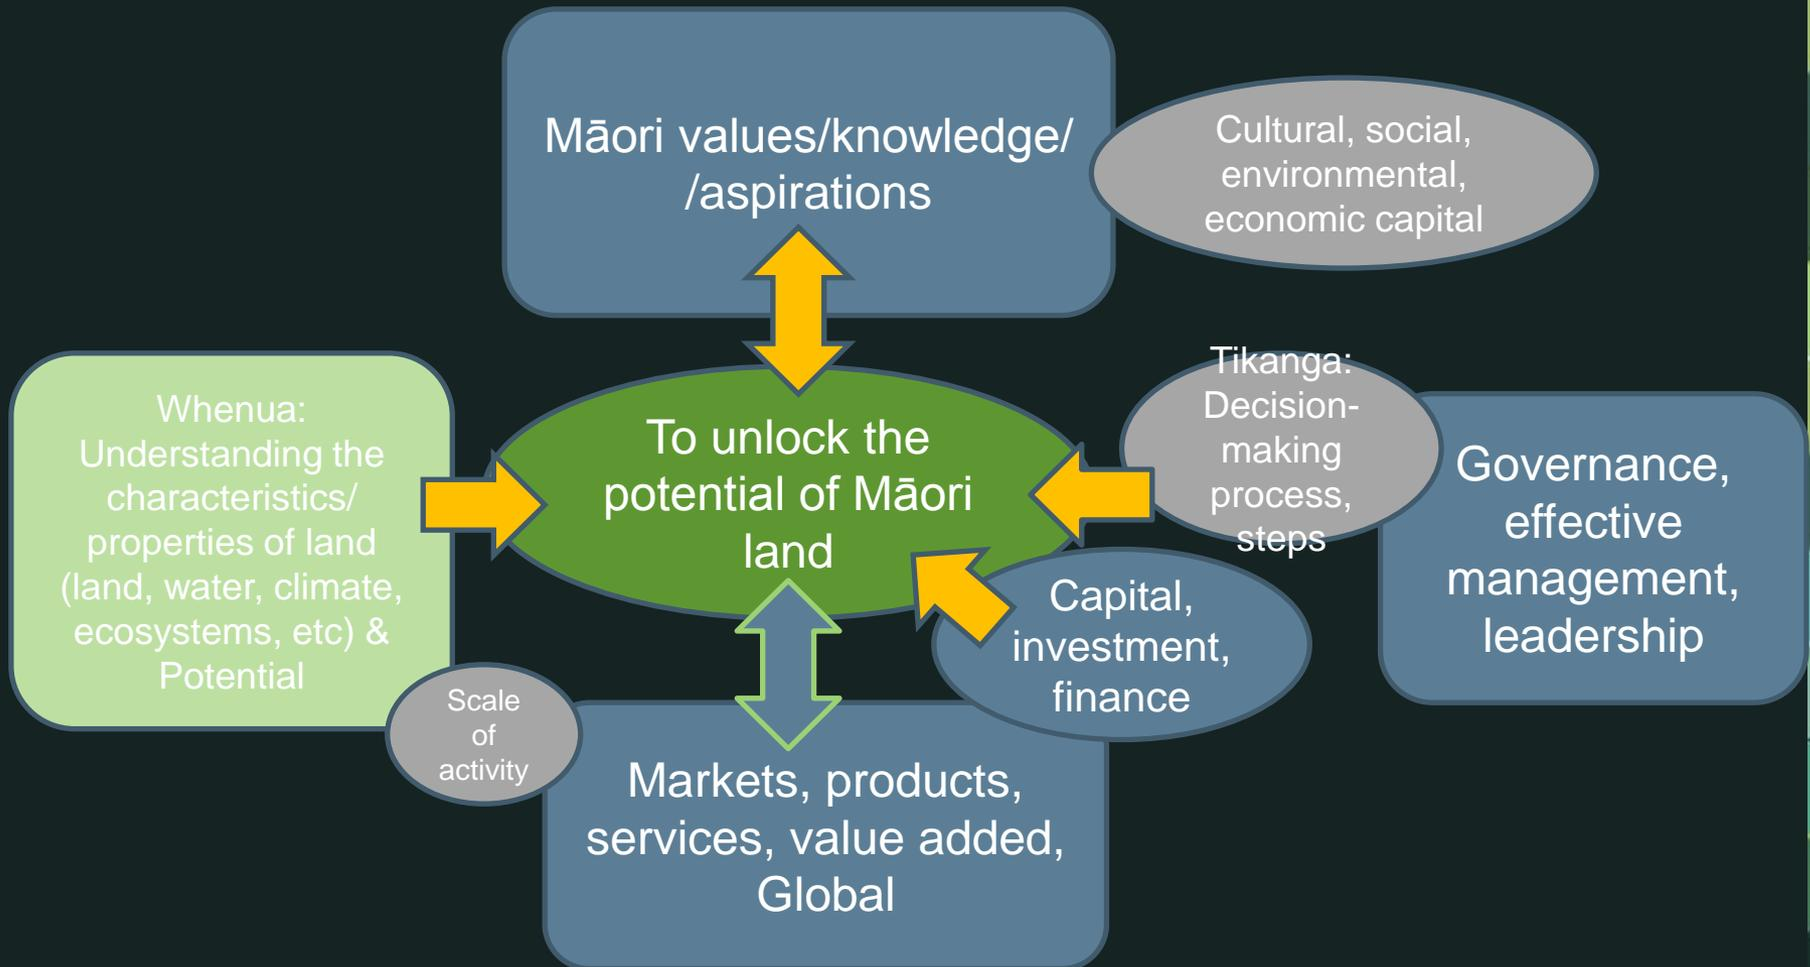 Māori values/knowledge/
/aspirations
Cultural, social,
environmental,
economic capital
Whenua:
Understanding the
characteristics/
properties of land
(land, water, climate,
ecosystems, etc) &
Potential
To unlock the
potential of Māori
land
Tikanga:
Decision-
making
process,
steps
Governance,
effective
management,
leadership
Capital,
investment,
finance
Scale
of
activity
Markets, products,
services, value added,
Global